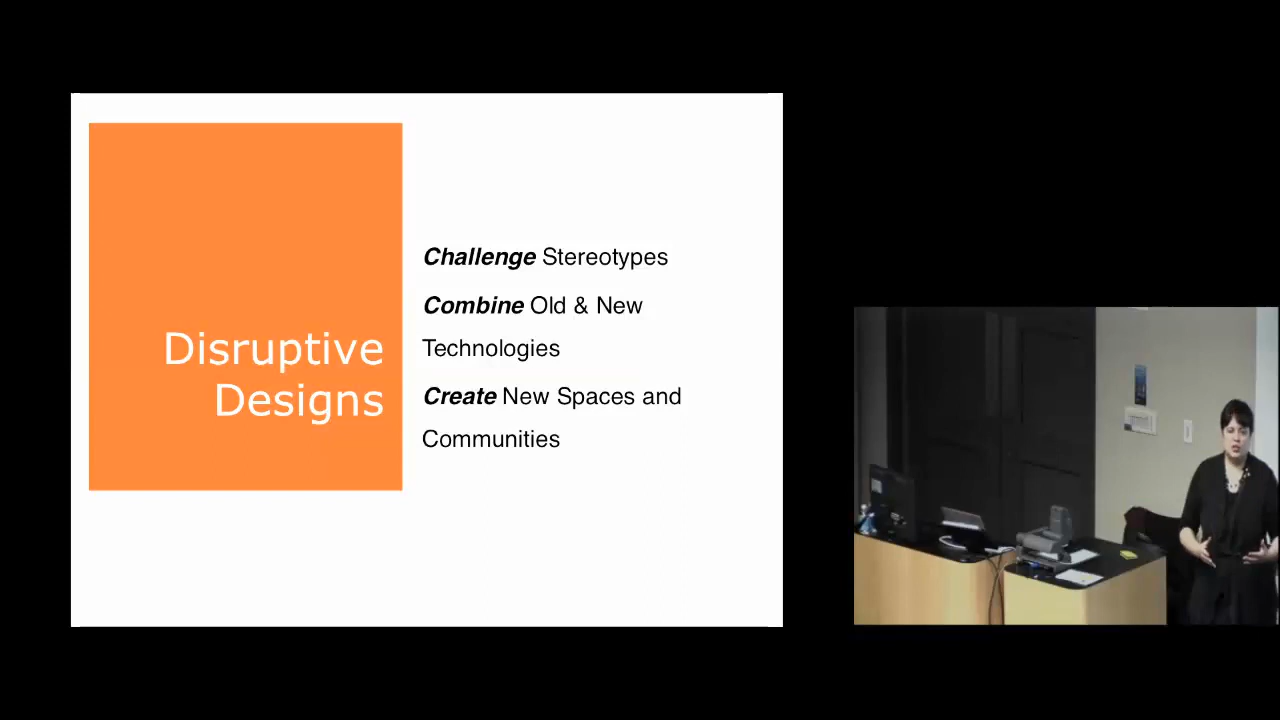 Disruptive
Designs
Challenge Stereotypes
Combine Old & New
Technologies
Create New Spaces and
Communities